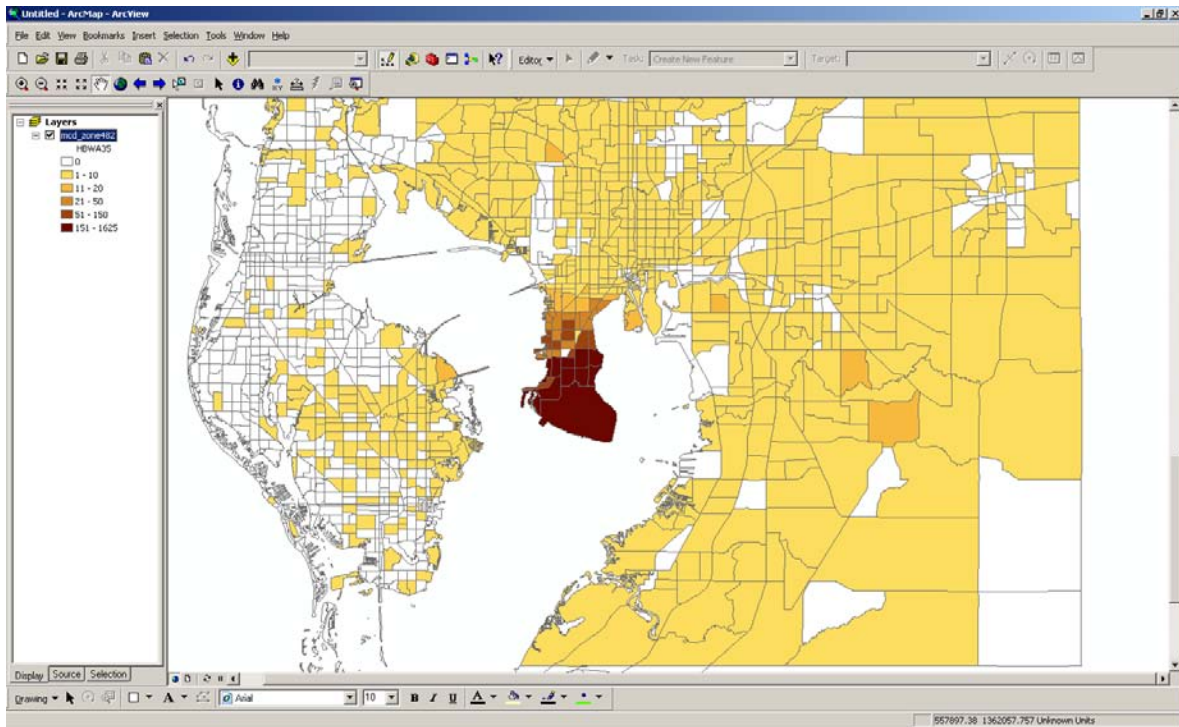 Untitled - ArcMap - ArcView
File Edit View Bookmarks Insert Selection Tools Window Help
Editor Task: Create New Feature Target:
Layers
mcd_zone482
HBWA35
0
1 - 10
11 - 20
21 - 50
51 - 150
151 - 1625
Display Source Selection
Drawing A Arial 10 B I U A
557897.38 1362057.757 Unknown Units